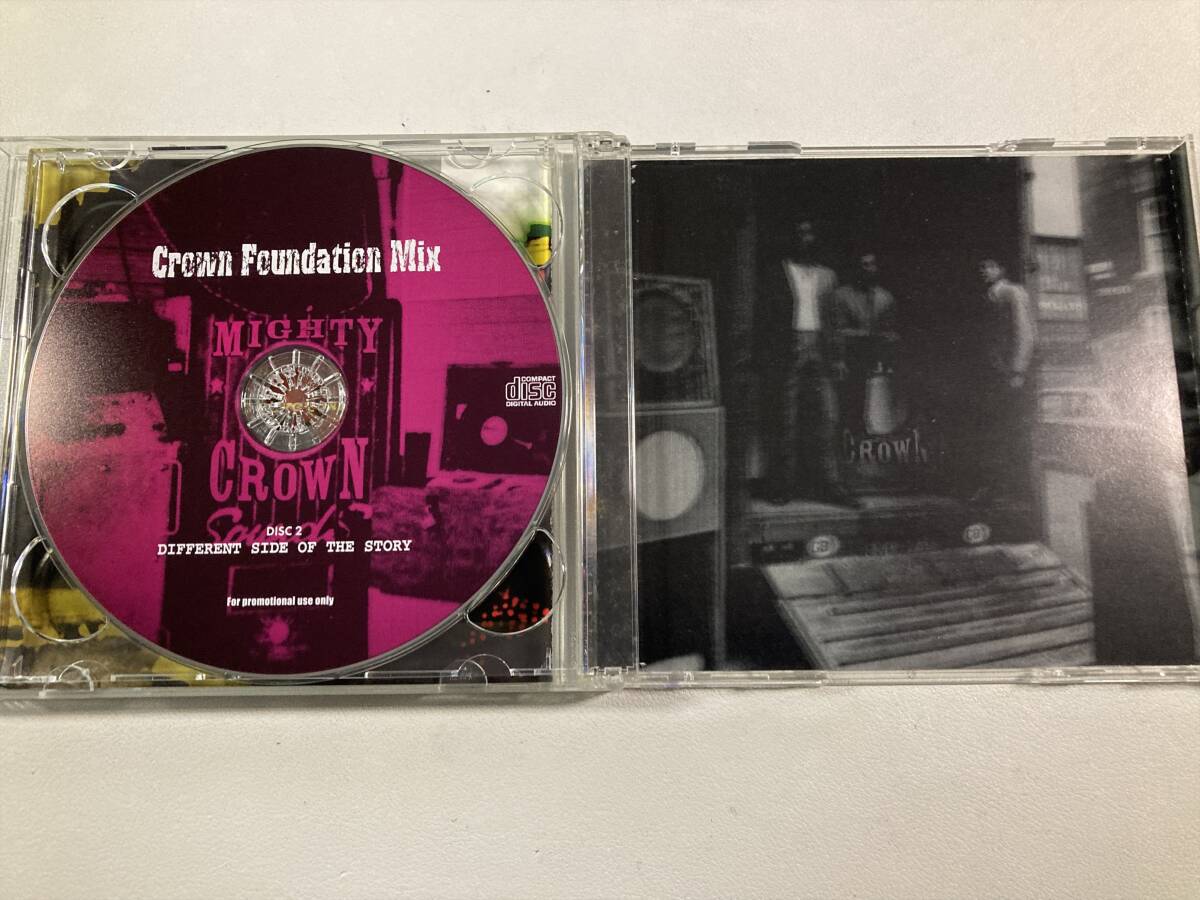 Crown Foundation Mix
MIGHTY
COMPACT
disc
DIGITAL AUDIO
CROWN
Sounds
DISC 2
DIFFERENT SIDE OF THE STORY
For promotional use only
CROWN